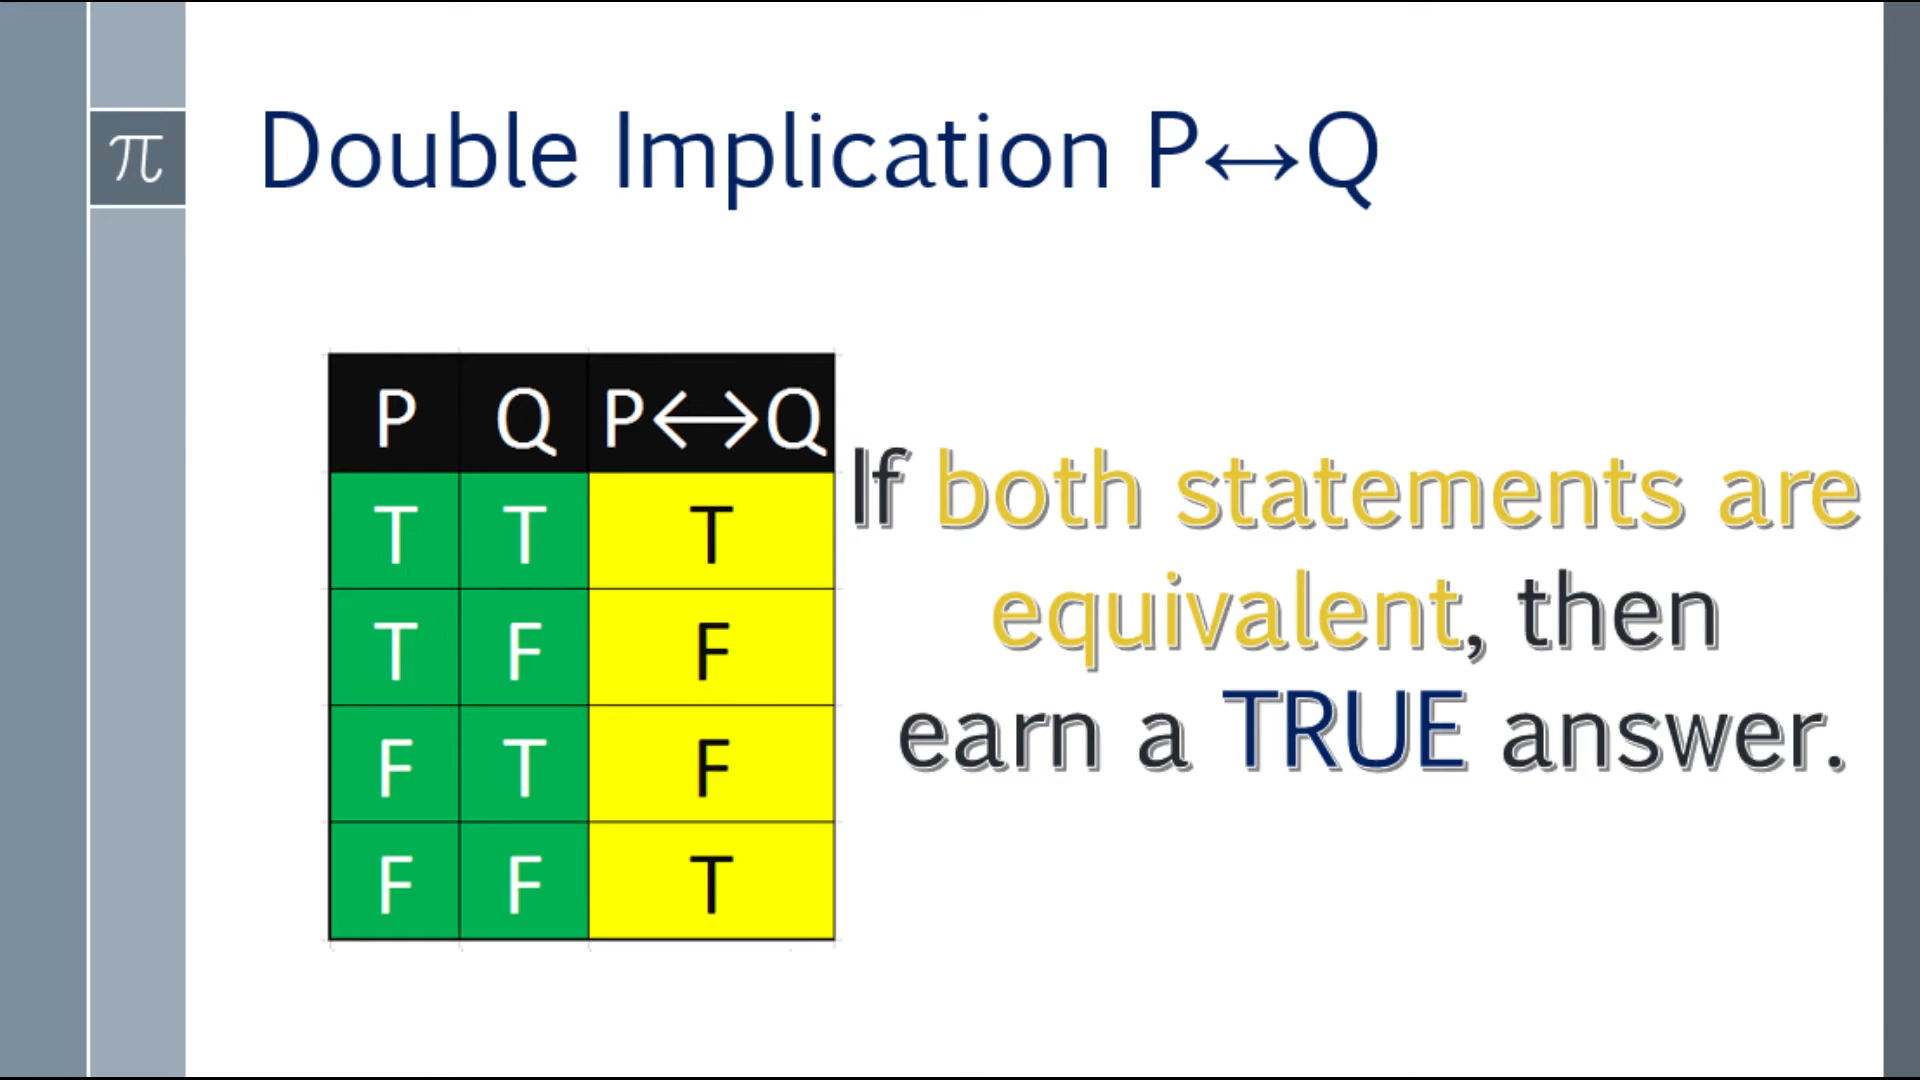 π
Double Implication P↔Q
P Q P↔Q
T T T
T F F
F T F
F F T
If both statements are
equivalent, then
earn a TRUE answer.